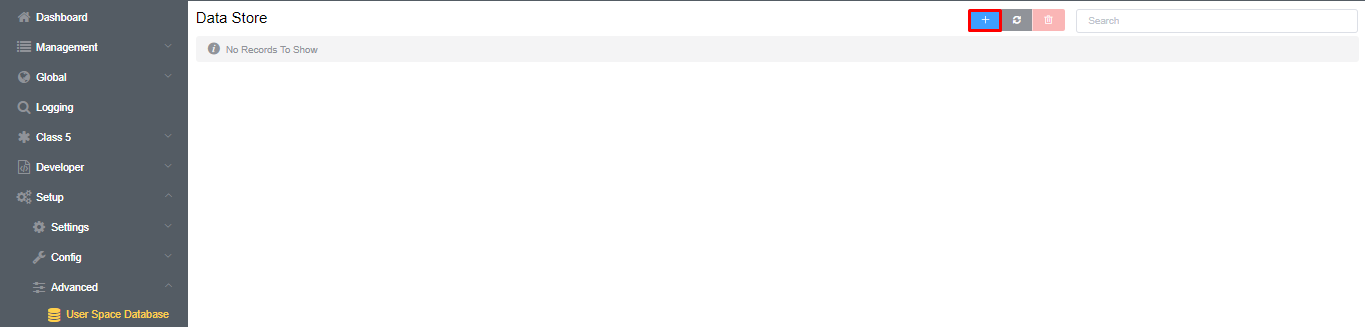 Dashboard
Management
Global
Logging
Class 5
Developer
Setup
Settings
Config
Advanced
User Space Database
Data Store
Search
No Records To Show